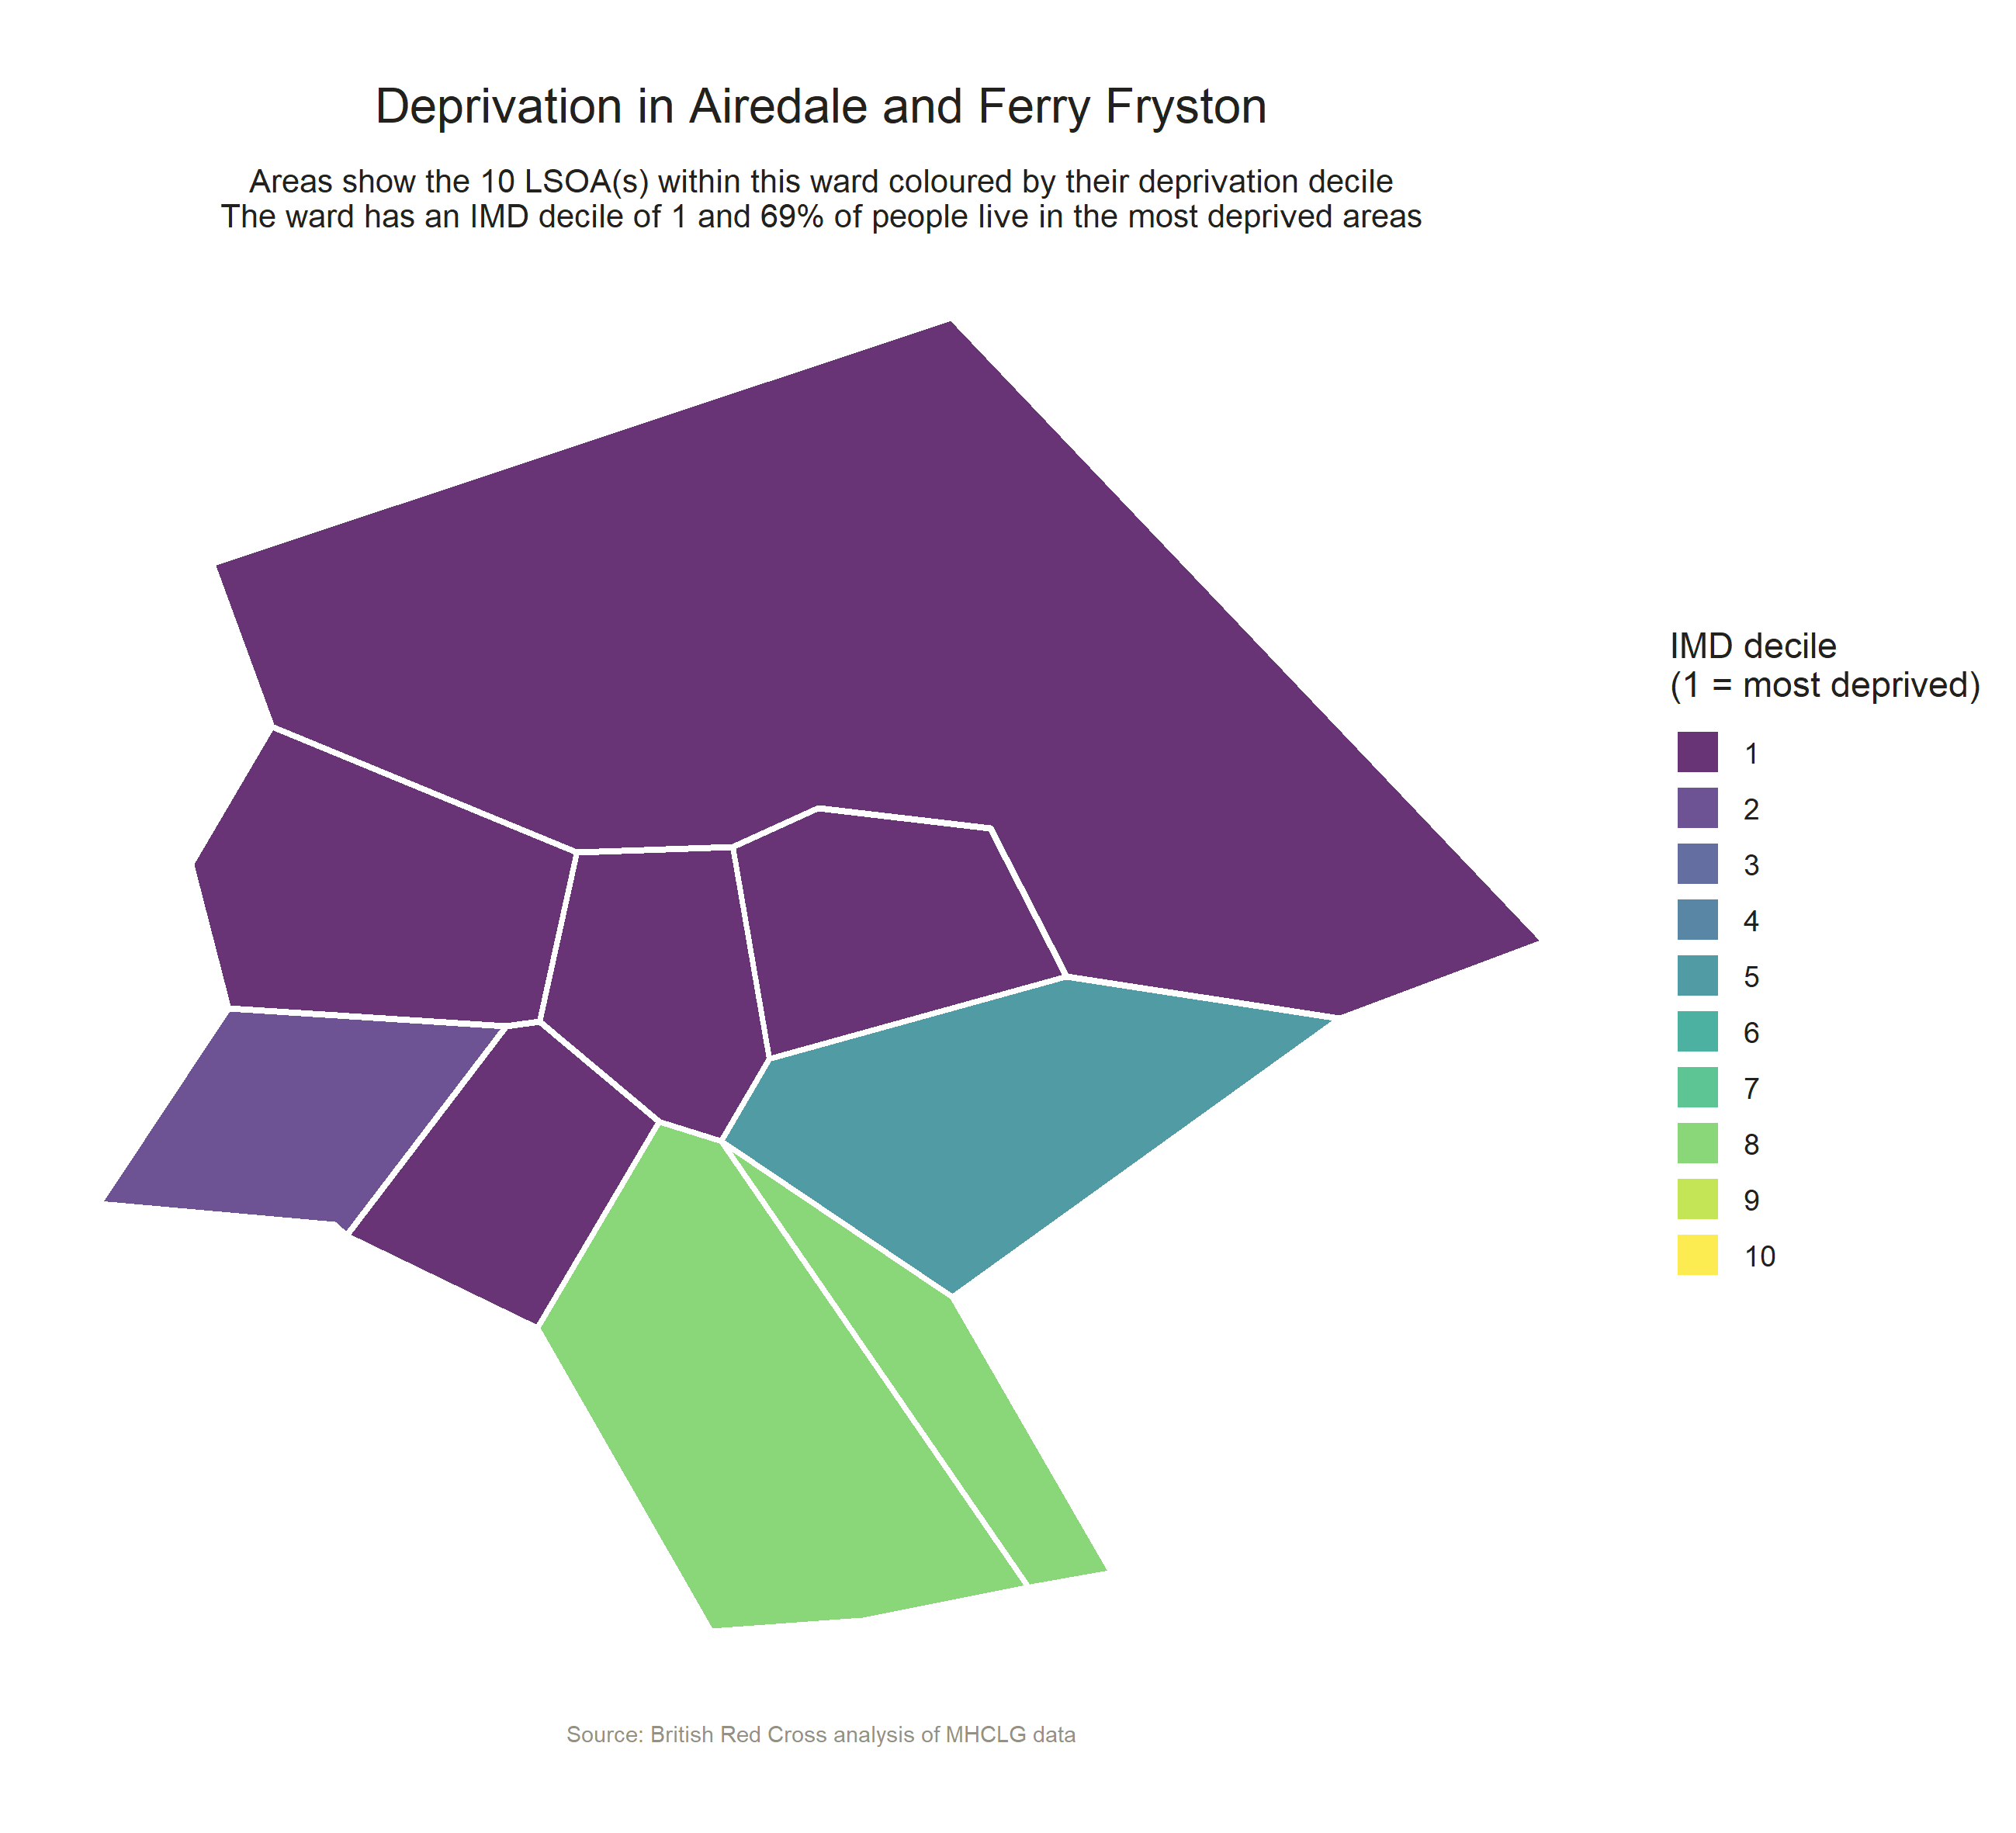 Deprivation in Airedale and Ferry Fryston
Areas show the 10 LSOA(s) within this ward coloured by their deprivation decile
The ward has an IMD decile of 1 and 69% of people live in the most deprived areas
IMD decile
(1 = most deprived)
1
2
3
4
5
6
7
8
9
10
Source: British Red Cross analysis of MHCLG data